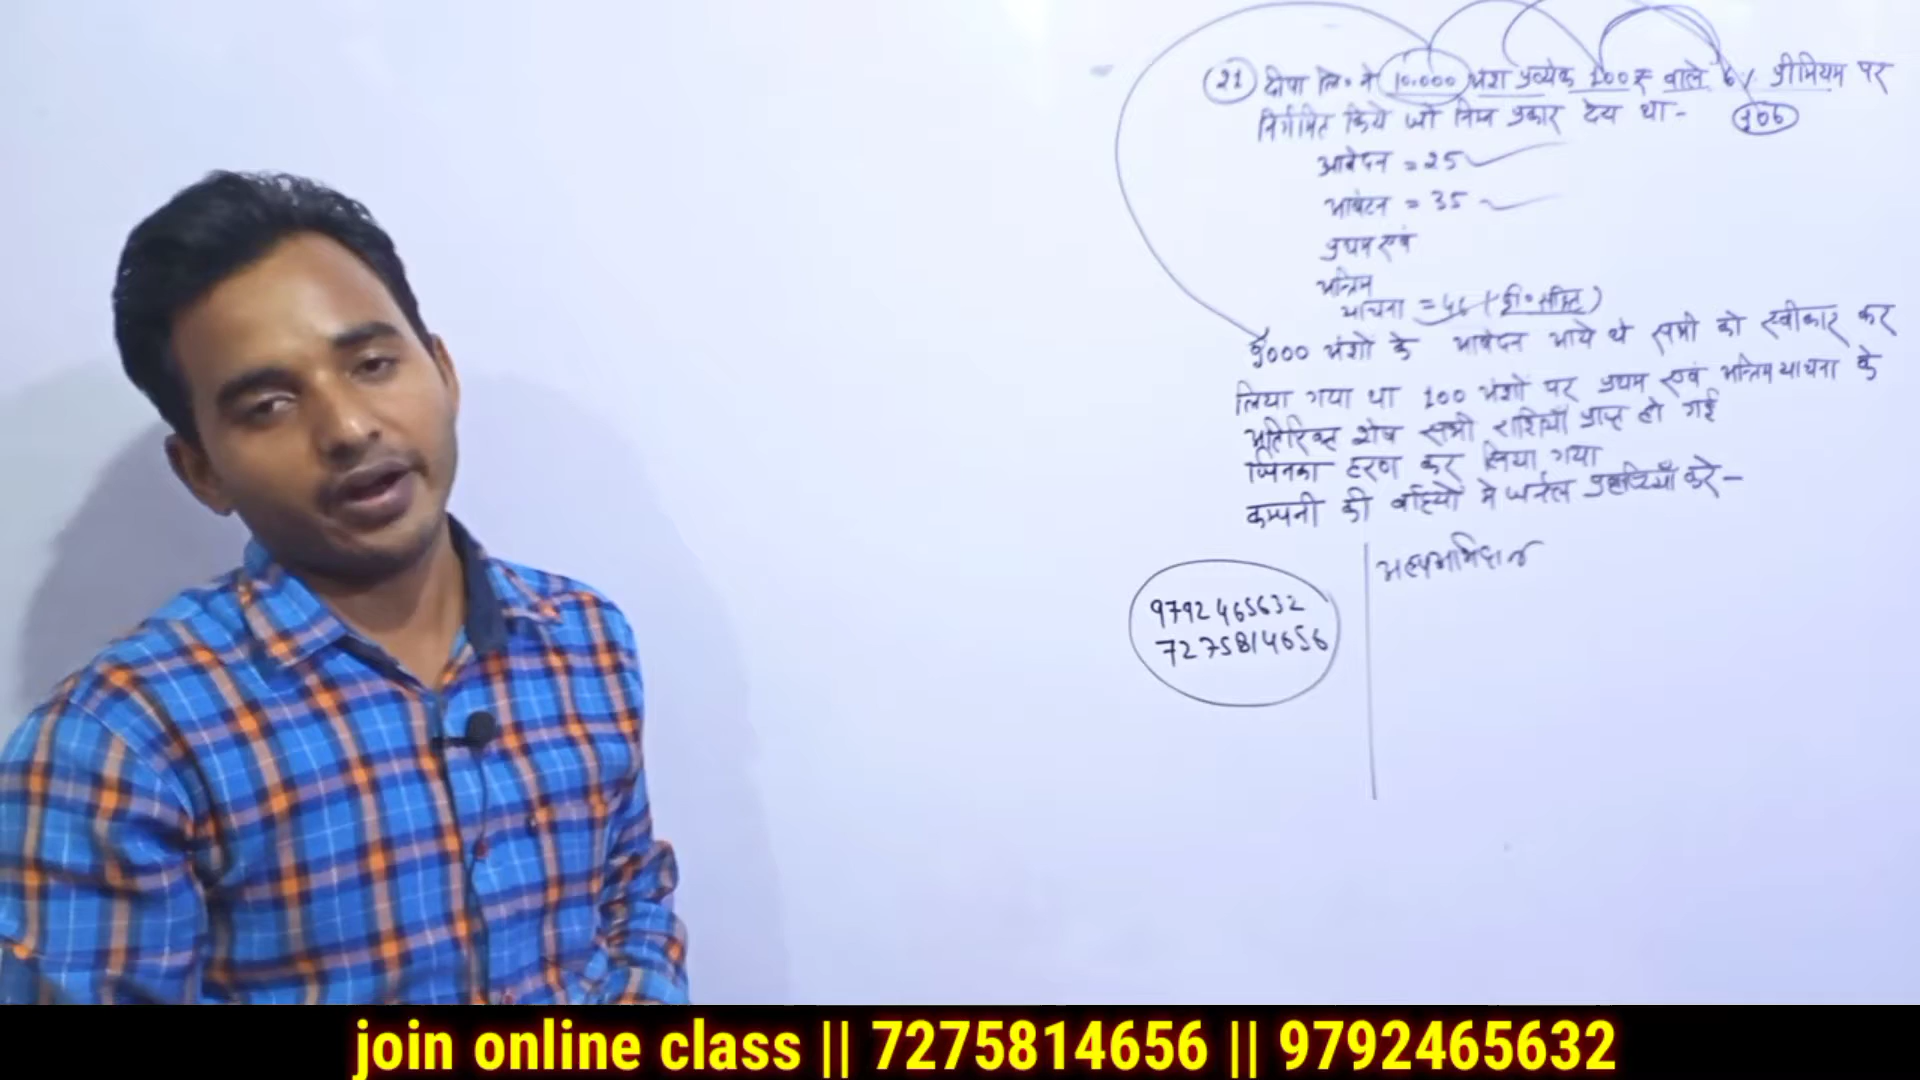 (21) दीपा लि० ने 10.000 अंश प्रत्येक 100₹ वाले 6% प्रीमियम पर
निर्गमित किये जो निम्न प्रकार देय था -
106
आवेदन = 25
आबंटन = 35
प्रथम एवं
अन्तिम
याचना = 46 (प्री० सहित)
9000 अंशों के आवेदन आये थे सभी को स्वीकार कर
लिया गया था 100 अंशों पर प्रथम एवं अन्तिम याचना के
अतिरिक्त शेष सभी राशियाँ प्राप्त हो गई
जिनका हरण कर लिया गया
कम्पनी की बहियों में जर्नल प्रविष्टियाँ करे -
9792465632
7275814656
join online class || 7275814656 || 9792465632